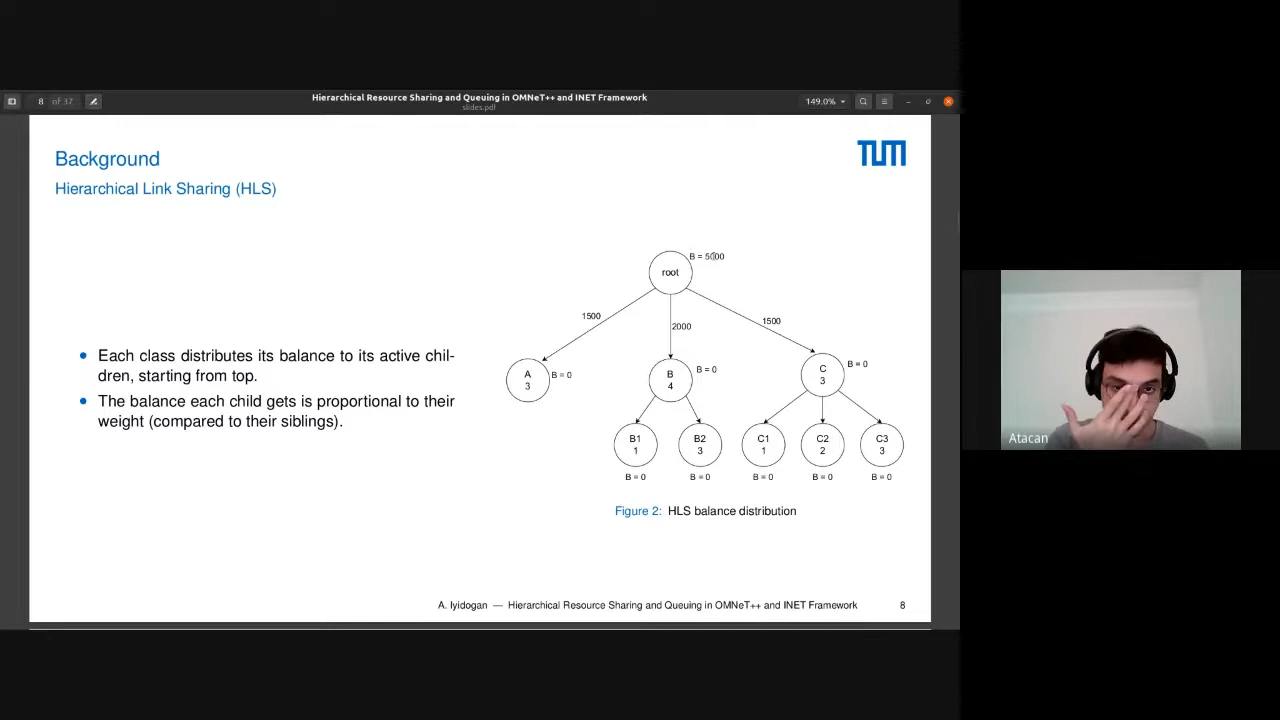 8 of 37
Hierarchical Resource Sharing and Queuing in OMNeT++ and INET Framework
slides.pdf
149.0%
Background
TUM
Hierarchical Link Sharing (HLS)
Each class distributes its balance to its active chil-
dren, starting from top.
The balance each child gets is proportional to their
weight (compared to their siblings).
B = 5000
root
1500
2000
1500
A
3
B = 0
B
4
B = 0
C
3
B = 0
B1
1
B2
3
C1
1
C2
2
C3
3
B = 0
B = 0
B = 0
B = 0
B = 0
Figure 2: HLS balance distribution
A. Iyidogan — Hierarchical Resource Sharing and Queuing in OMNeT++ and INET Framework
8
Atacan